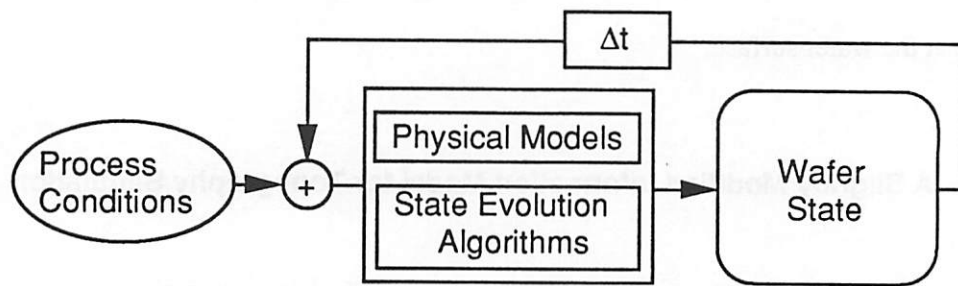 Δt
Process
Conditions
+
Physical Models
State Evolution
Algorithms
Wafer
State